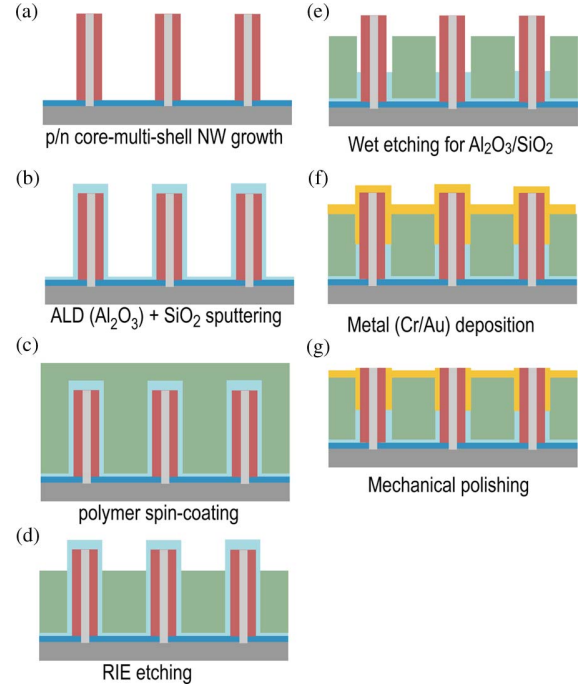 (a)
p/n core-multi-shell NW growth
(b)
ALD (Al₂O₃) + SiO₂ sputtering
(c)
polymer spin-coating
(d)
RIE etching
(e)
Wet etching for Al₂O₃/SiO₂
(f)
Metal (Cr/Au) deposition
(g)
Mechanical polishing